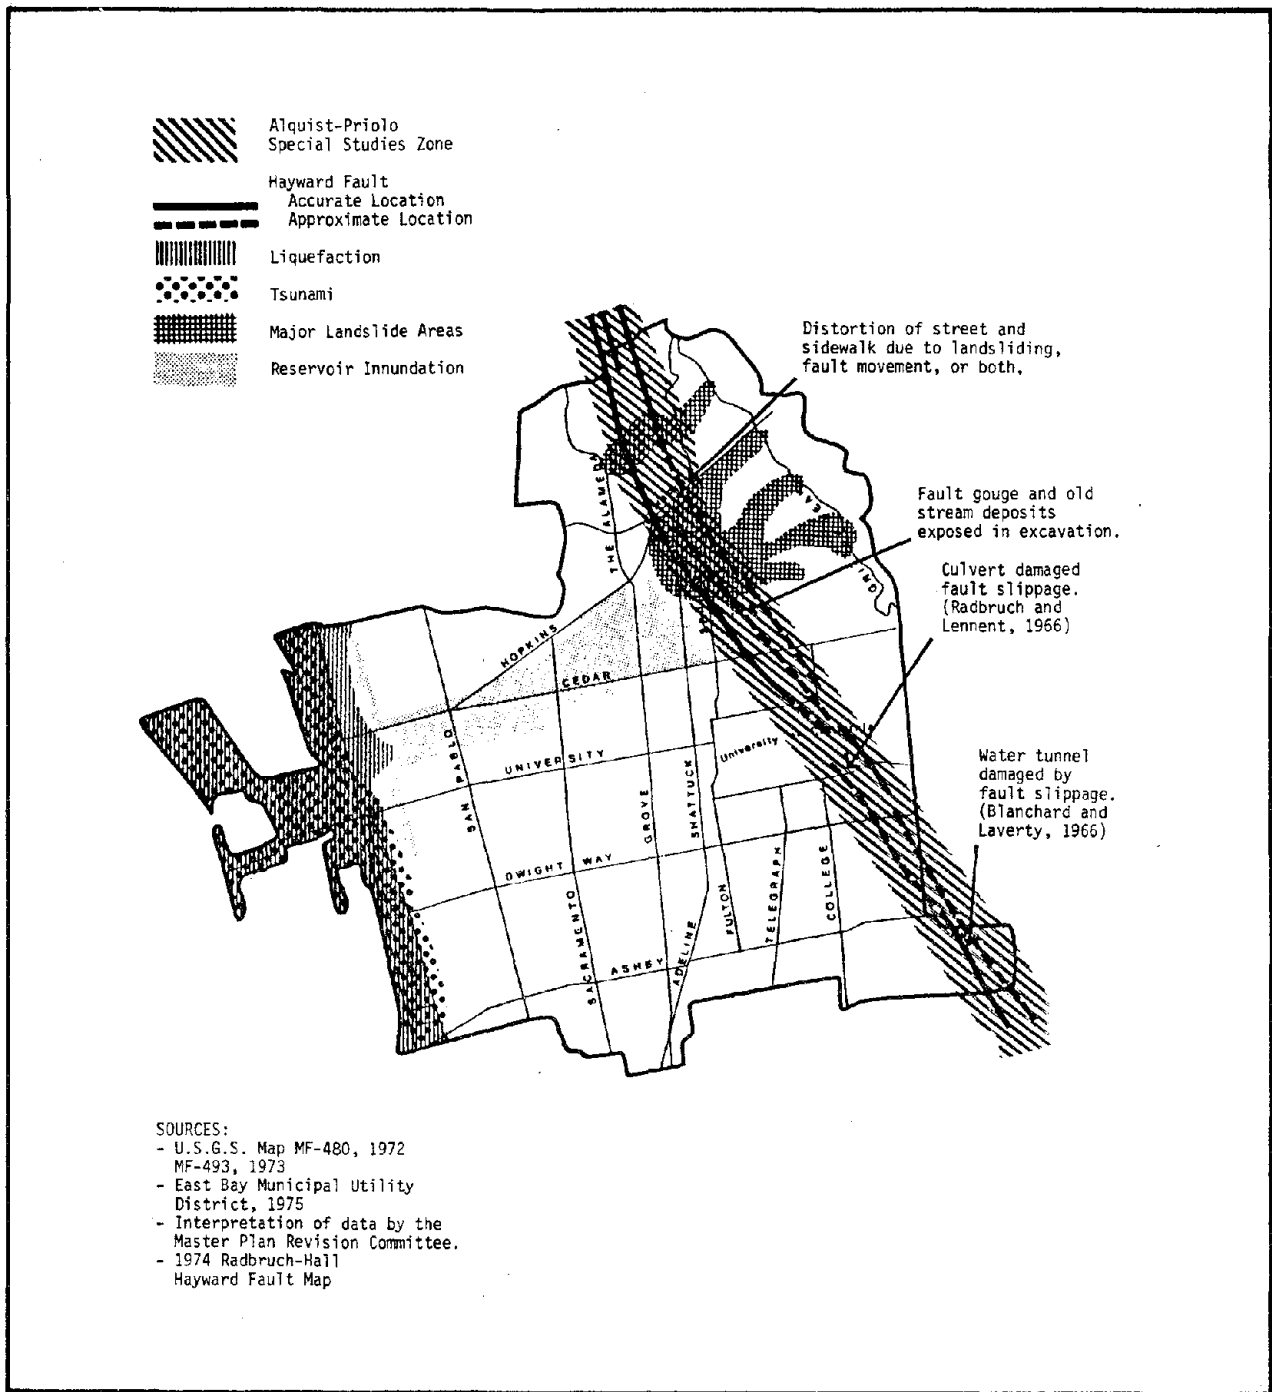 Alquist-Priolo
Special Studies Zone
Hayward Fault
Accurate Location
Approximate Location
Liquefaction
Tsunami
Major Landslide Areas
Reservoir Innundation
Distortion of street and
sidewalk due to landsliding,
fault movement, or both.
Fault gouge and old
stream deposits
exposed in excavation.
Culvert damaged
fault slippage.
(Radbruch and
Lennent, 1966)
Water tunnel
damaged by
fault slippage.
(Blanchard and
Laverty, 1966)
THE ALAMEDA
HOPKINS
CEDAR
UNIVERSITY
University
SAN PABLO
GROVE
SHATTUCK
DWIGHT WAY
SACRAMENTO
ASHBY
ADELINE
FULTON
TELEGRAPH
COLLEGE
SOURCES:
- U.S.G.S. Map MF-480, 1972
MF-493, 1973
- East Bay Municipal Utility
District, 1975
- Interpretation of data by the
Master Plan Revision Committee.
- 1974 Radbruch-Hall
Hayward Fault Map